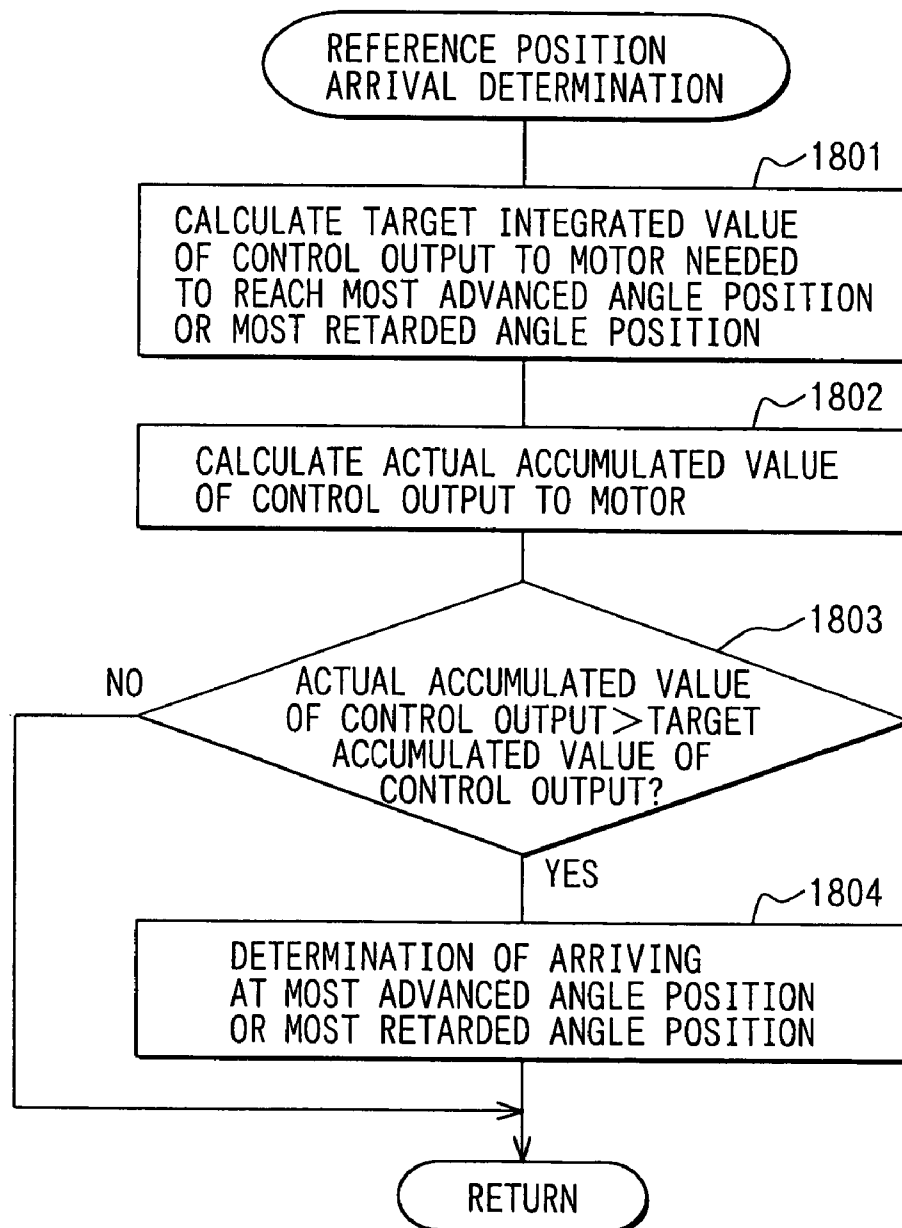 REFERENCE POSITION
ARRIVAL DETERMINATION
1801
CALCULATE TARGET INTEGRATED VALUE
OF CONTROL OUTPUT TO MOTOR NEEDED
TO REACH MOST ADVANCED ANGLE POSITION
OR MOST RETARDED ANGLE POSITION
1802
CALCULATE ACTUAL ACCUMULATED VALUE
OF CONTROL OUTPUT TO MOTOR
1803
NO
ACTUAL ACCUMULATED VALUE
OF CONTROL OUTPUT>TARGET
ACCUMULATED VALUE OF
CONTROL OUTPUT?
YES
1804
DETERMINATION OF ARRIVING
AT MOST ADVANCED ANGLE POSITION
OR MOST RETARDED ANGLE POSITION
RETURN